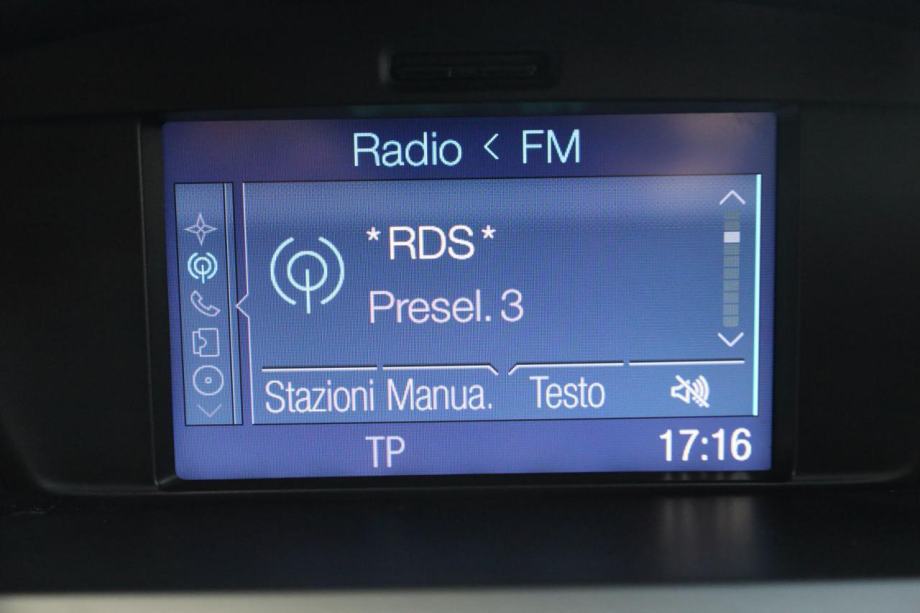 Radio < FM
*RDS*
Presel. 3
Stazioni Manua. Testo
TP 17:16